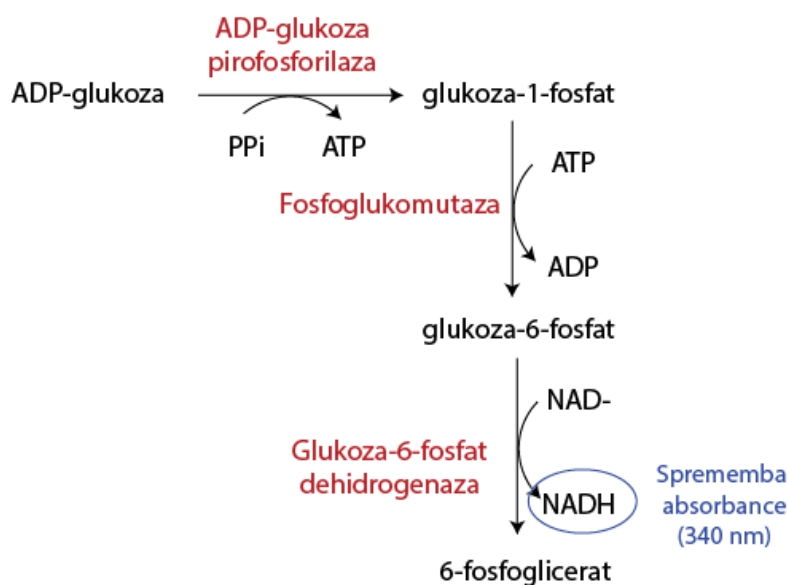 ADP-glukoza
pirofosforilaza
ADP-glukoza
glukoza-1-fosfat
PPi
ATP
ATP
Fosfoglukomutaza
ADP
glukoza-6-fosfat
NAD-
Glukoza-6-fosfat
dehidrogenaza
NADH
Sprememba
absorbance
(340 nm)
6-fosfoglicerat